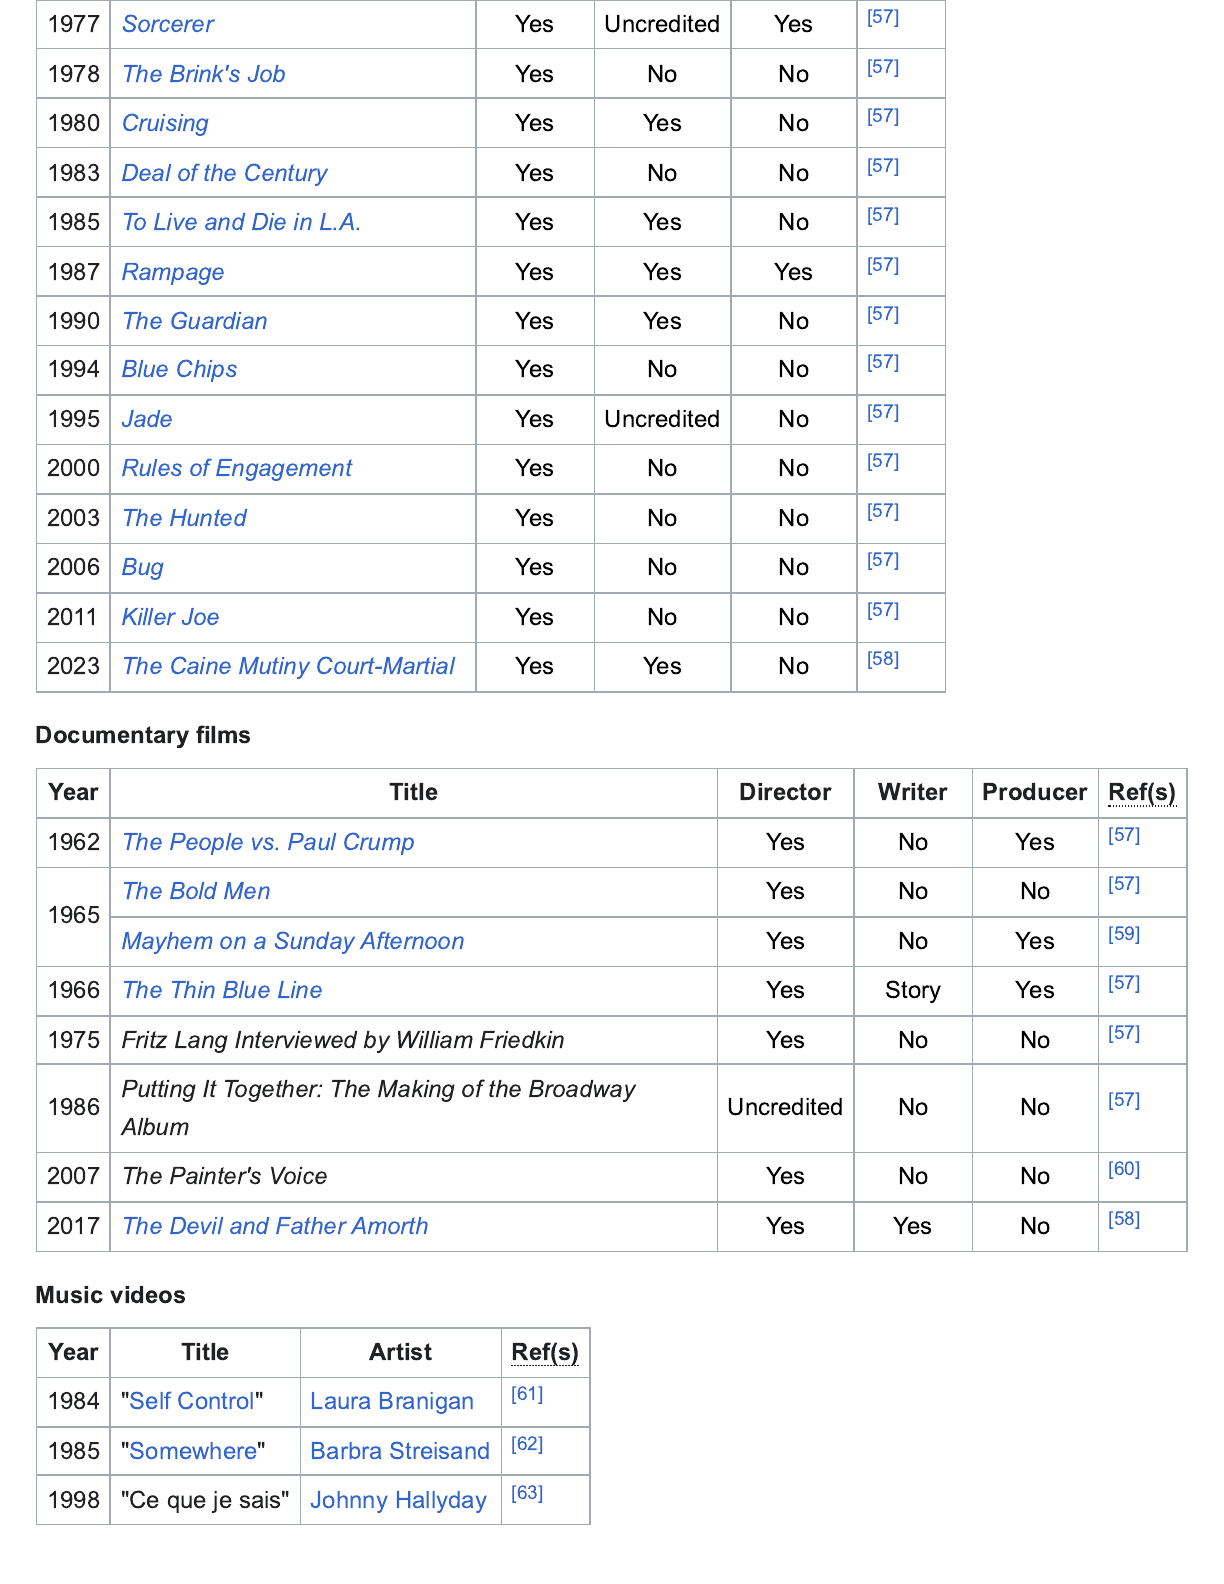 1977 Sorcerer Yes Uncredited Yes [57]
1978 The Brink's Job Yes No No [57]
1980 Cruising Yes Yes No [57]
1983 Deal of the Century Yes No No [57]
1985 To Live and Die in L.A. Yes Yes No [57]
1987 Rampage Yes Yes Yes [57]
1990 The Guardian Yes Yes No [57]
1994 Blue Chips Yes No No [57]
1995 Jade Yes Uncredited No [57]
2000 Rules of Engagement Yes No No [57]
2003 The Hunted Yes No No [57]
2006 Bug Yes No No [57]
2011 Killer Joe Yes No No [57]
2023 The Caine Mutiny Court-Martial Yes Yes No [58]
Documentary films
Year Title Director Writer Producer Ref(s)
1962 The People vs. Paul Crump Yes No Yes [57]
1965 The Bold Men Yes No No [57]
Mayhem on a Sunday Afternoon Yes No Yes [59]
1966 The Thin Blue Line Yes Story Yes [57]
1975 Fritz Lang Interviewed by William Friedkin Yes No No [57]
1986 Putting It Together: The Making of the Broadway
Album Uncredited No No [57]
2007 The Painter's Voice Yes No No [60]
2017 The Devil and Father Amorth Yes Yes No [58]
Music videos
Year Title Artist Ref(s)
1984 "Self Control" Laura Branigan [61]
1985 "Somewhere" Barbra Streisand [62]
1998 "Ce que je sais" Johnny Hallyday [63]